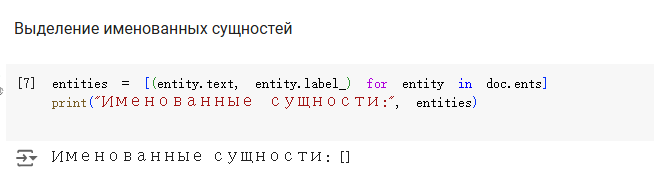 Выделение именованных сущностей
[7] entities = [(entity.text, entity.label_) for entity in doc.ents]
print("Именованные сущности:", entities)
Именованные сущности: []